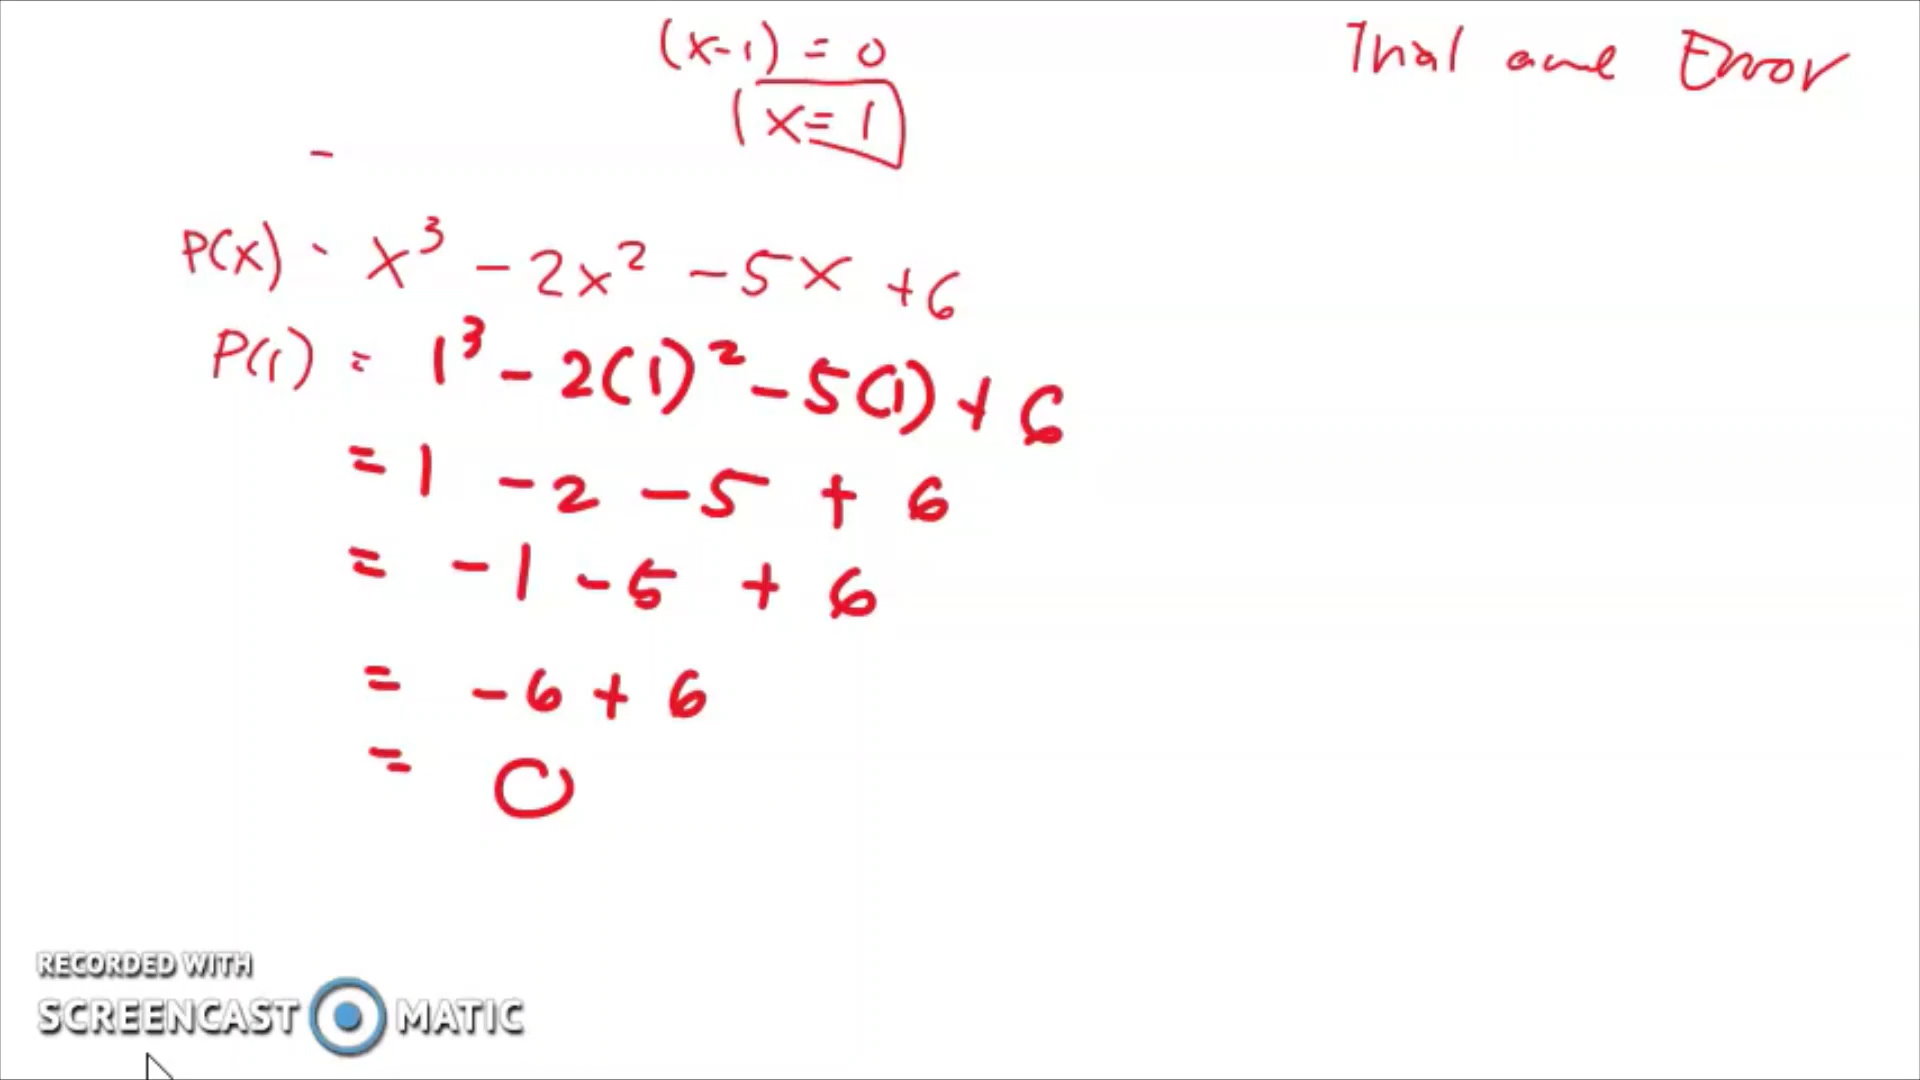 (x-1) = 0
x = 1
Trial and Error
P(x) = x³ - 2x² - 5x + 6
P(1) = 1³ - 2(1)² - 5(1) + 6
= 1 - 2 - 5 + 6
= -1 - 5 + 6
= -6 + 6
= 0
RECORDED WITH
SCREENCAST MATIC